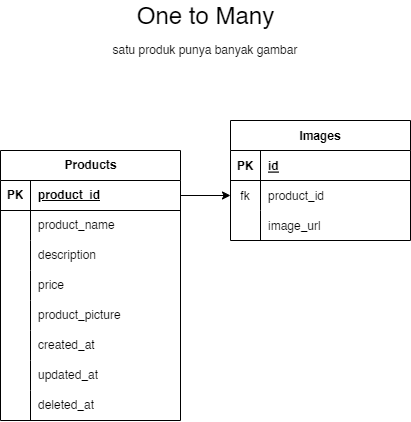 One to Many
satu produk punya banyak gambar
Images
PK id
fk product_id
image_url
Products
PK product_id
product_name
description
price
product_picture
created_at
updated_at
deleted_at